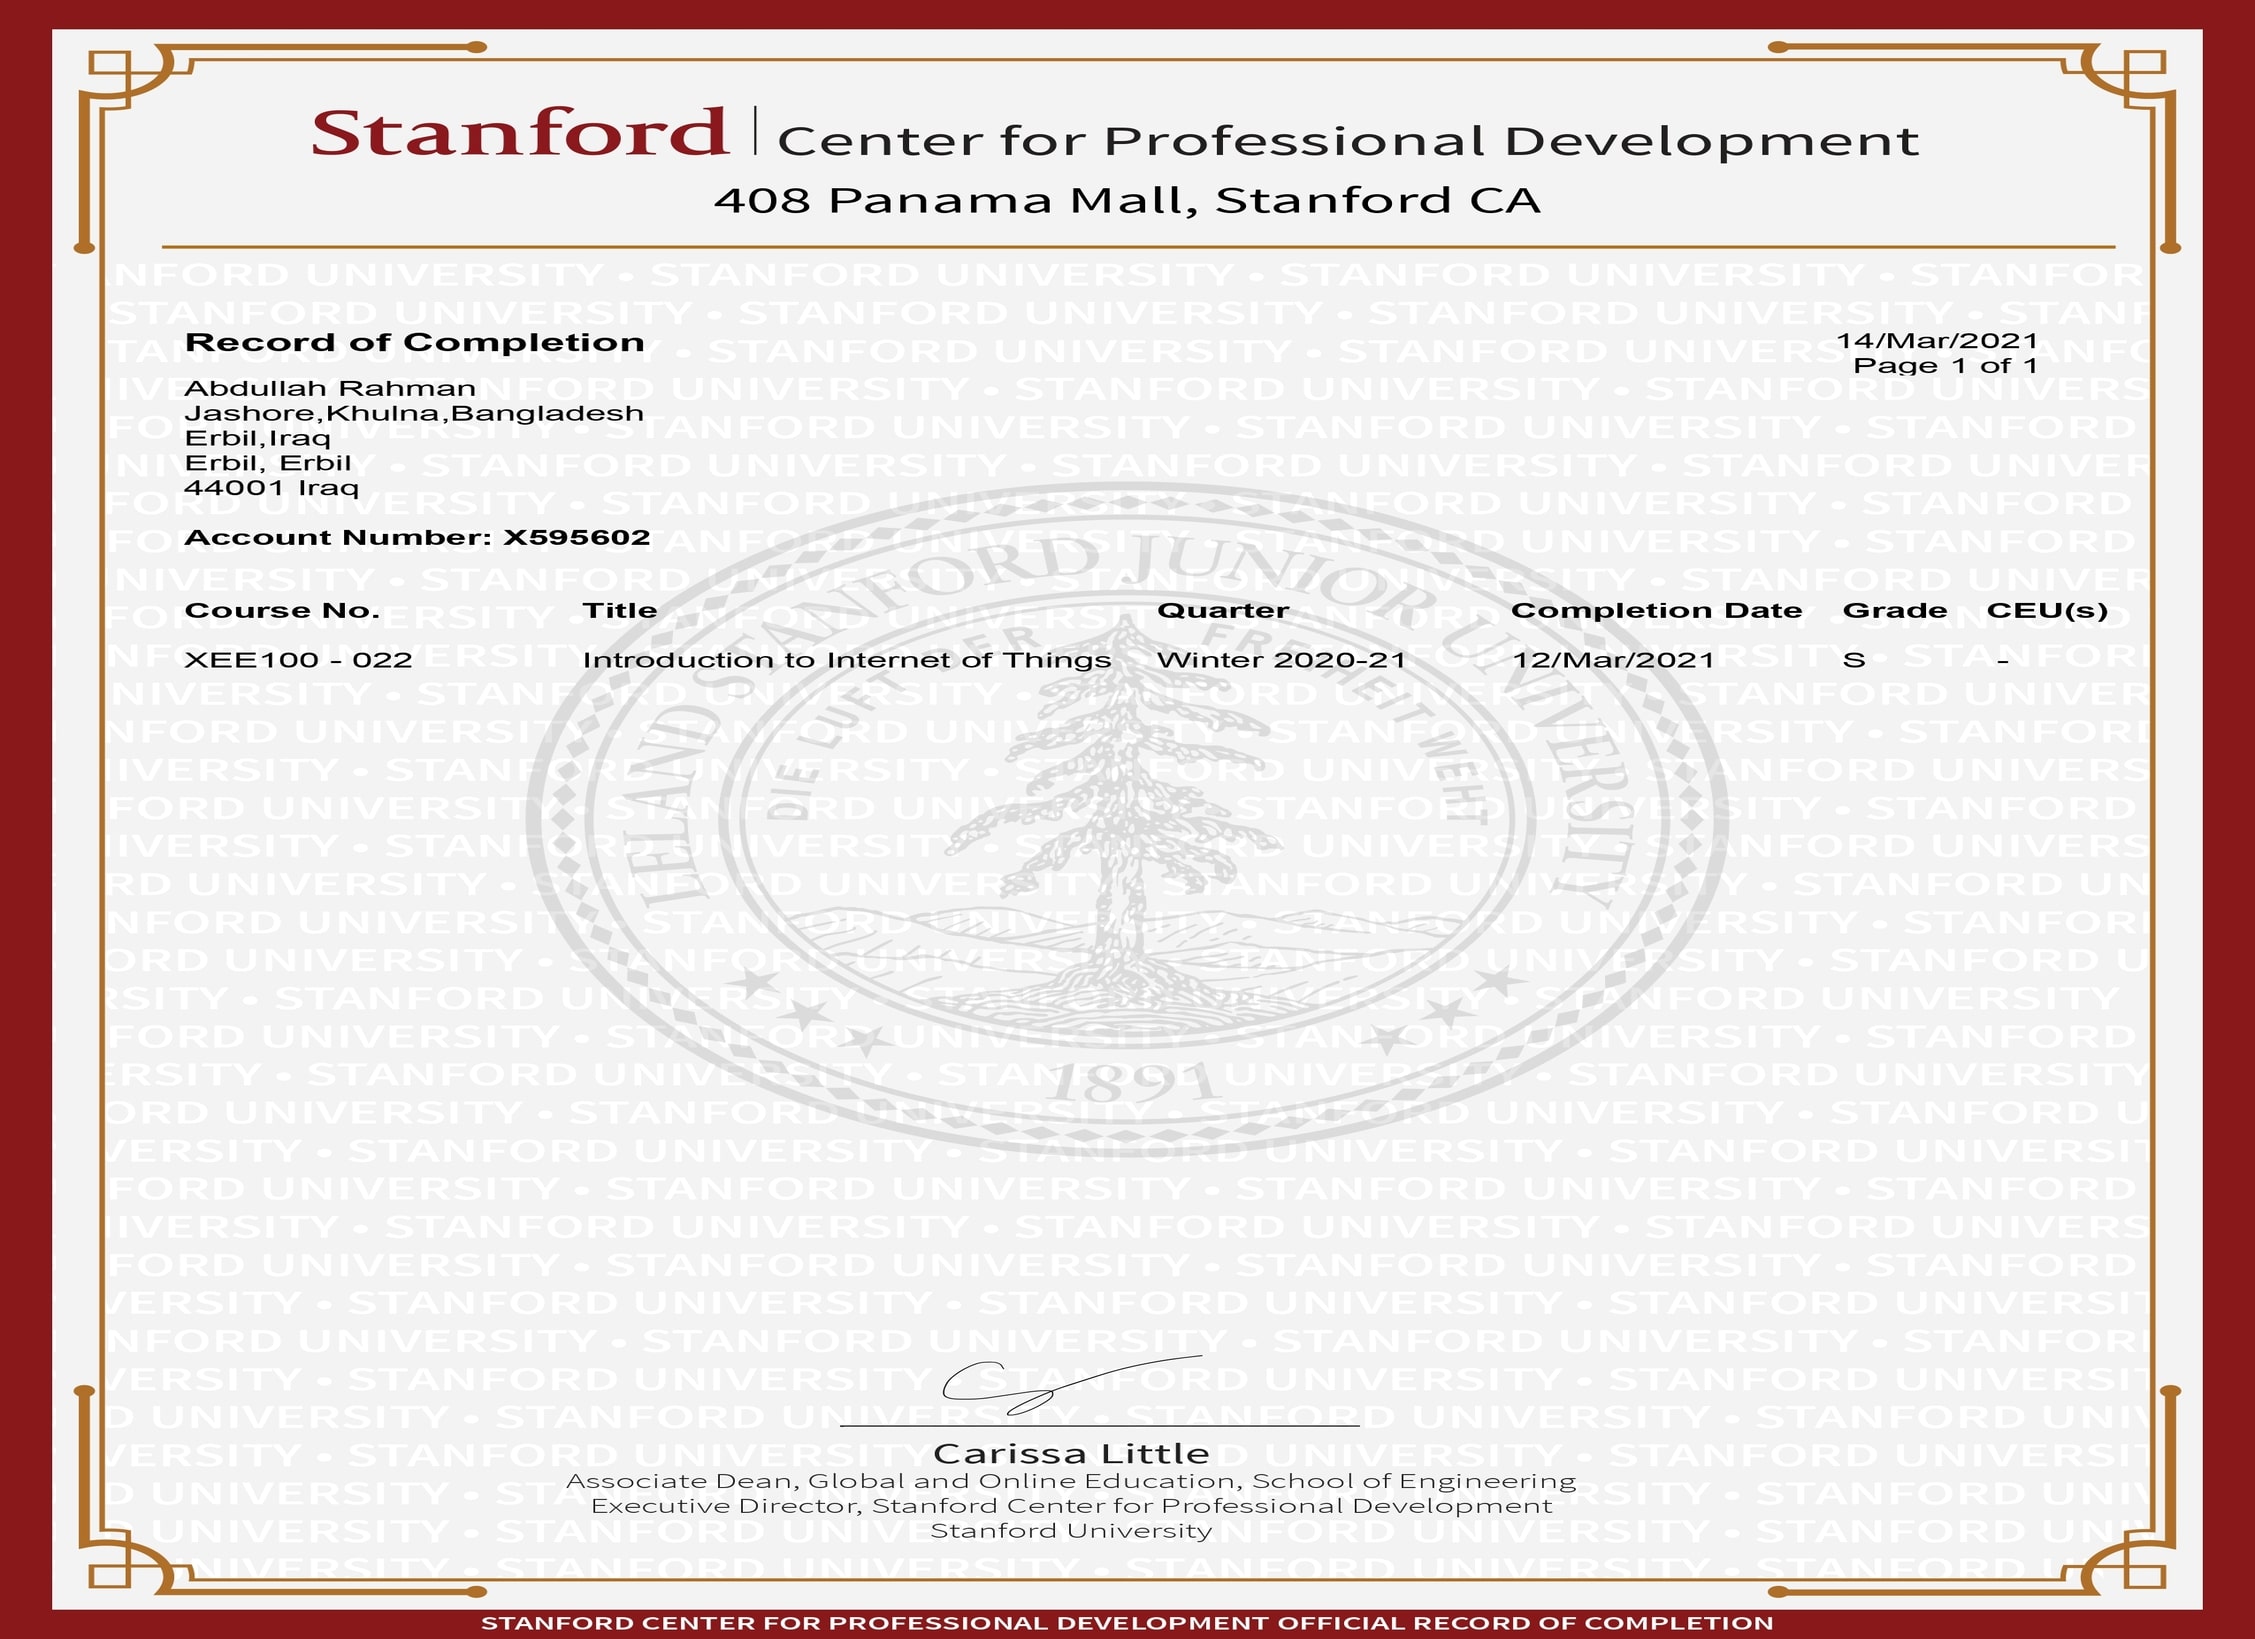 Stanford | Center for Professional Development
408 Panama Mall, Stanford CA
Record of Completion
14/Mar/2021
Page 1 of 1
Abdullah Rahman
Jashore,Khulna,Bangladesh
Erbil,Iraq
Erbil, Erbil
44001 Iraq
Account Number: X595602
Course No. Title Quarter Completion Date Grade CEU(s)
XEE100 - 022 Introduction to Internet of Things Winter 2020-21 12/Mar/2021 S -
LELAND STANFORD JUNIOR UNIVERSITY
DIE LUFT DER FREIHEIT WEHT
1891
Carissa Little
Associate Dean, Global and Online Education, School of Engineering
Executive Director, Stanford Center for Professional Development
Stanford University
STANFORD CENTER FOR PROFESSIONAL DEVELOPMENT OFFICIAL RECORD OF COMPLETION